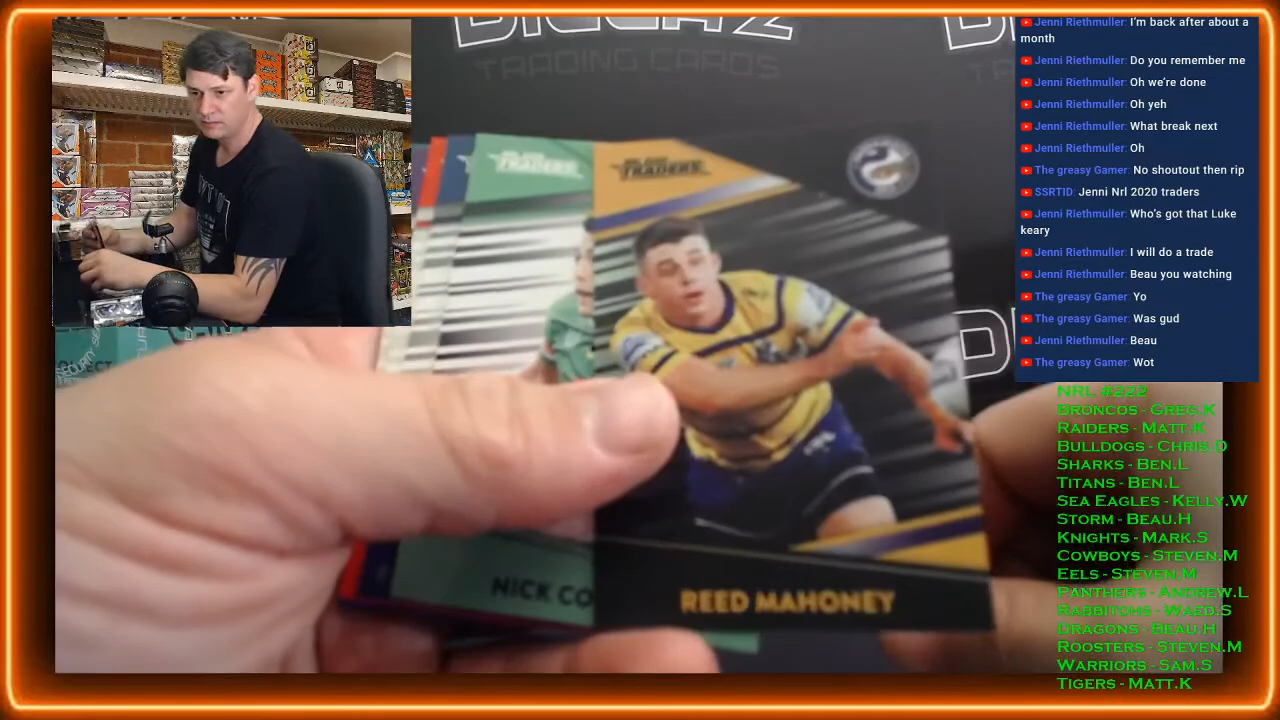 DIGGAZ
TRADING CARDS
TRADERS
TRADERS
NICK CO
REED MAHONEY
Jenni Riethmuller: I'm back after about a
month
Jenni Riethmuller: Do you remember me
Jenni Riethmuller: Oh we're done
Jenni Riethmuller: Oh yeh
Jenni Riethmuller: What break next
Jenni Riethmuller: Oh
The greasy Gamer: No shoutout then rip
SSRTID: Jenni Nrl 2020 traders
Jenni Riethmuller: Who's got that Luke
keary
Jenni Riethmuller: I will do a trade
Jenni Riethmuller: Beau you watching
The greasy Gamer: Yo
The greasy Gamer: Was gud
Jenni Riethmuller: Beau
The greasy Gamer: Wot
NRL #222
BRONCOS - GREG.K
RAIDERS - MATT.K
BULLDOGS - CHRIS.D
SHARKS - BEN.L
TITANS - BEN.L
SEA EAGLES - KELLY.W
STORM - BEAU.H
KNIGHTS - MARK.S
COWBOYS - STEVEN.M
EELS - STEVEN.M
PANTHERS - ANDREW.L
RABBITOHS - WAED.S
DRAGONS - BEAU.H
ROOSTERS - STEVEN.M
WARRIORS - SAM.S
TIGERS - MATT.K